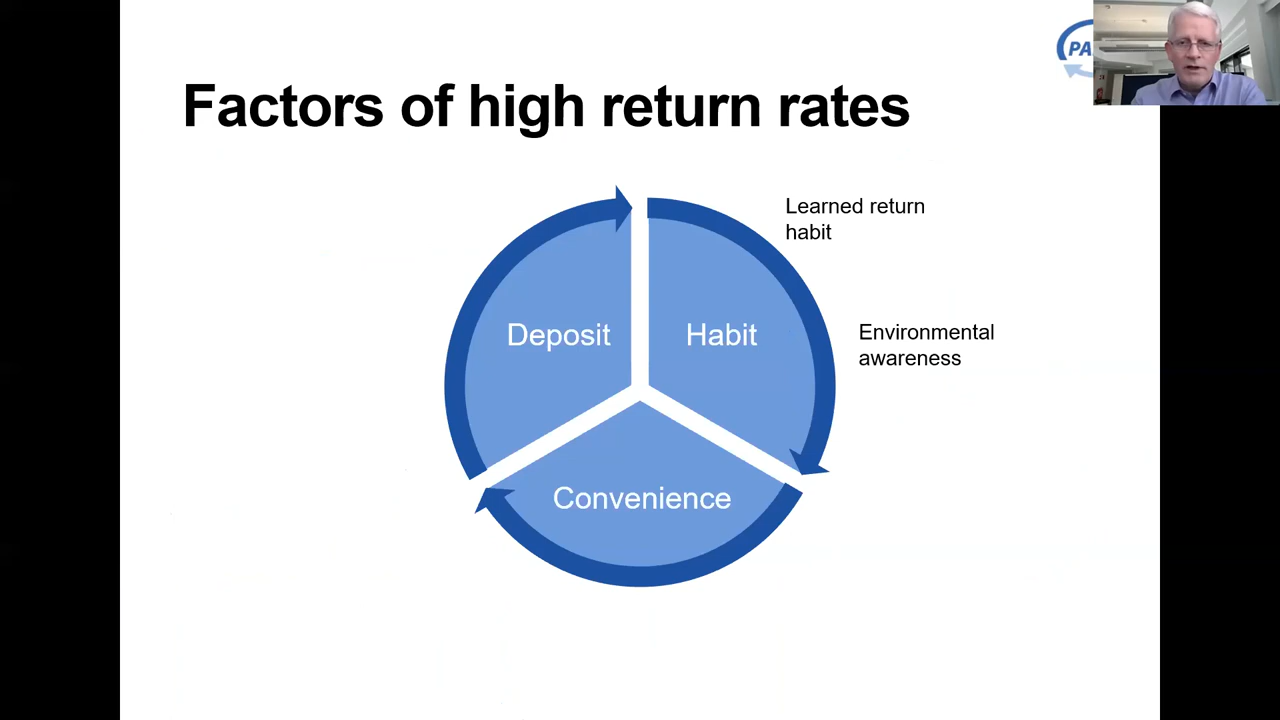 Factors of high return rates
Learned return
habit
Deposit
Habit
Environmental
awareness
Convenience